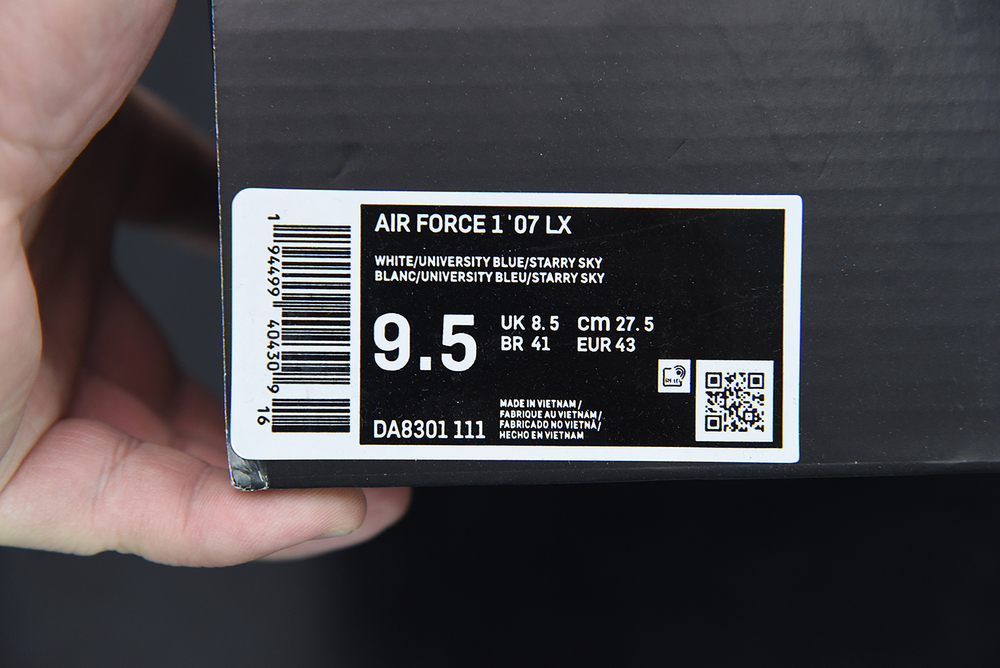 AIR FORCE 1 '07 LX
WHITE/UNIVERSITY BLUE/STARRY SKY
BLANC/UNIVERSITY BLEU/STARRY SKY
9.5
UK 8.5 cm 27.5
BR 41 EUR 43
MADE IN VIETNAM /
FABRIQUE AU VIETNAM/
FABRICADO NO VIETNÃ/
HECHO EN VIETNAM
DA8301 111
1 94499 40430 9 16